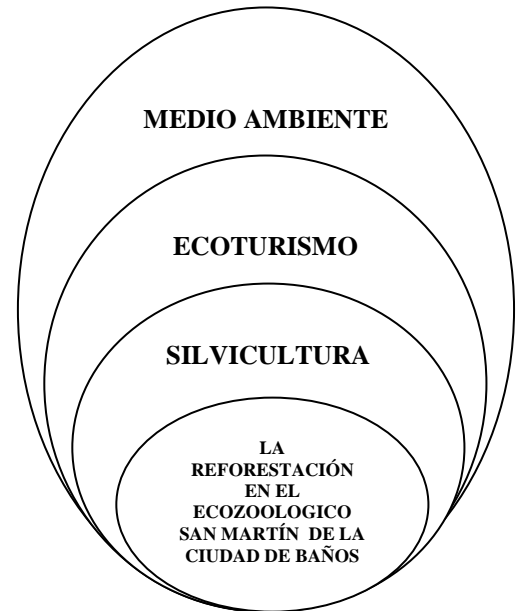 MEDIO AMBIENTE
ECOTURISMO
SILVICULTURA
LA
REFORESTACIÓN
EN EL
ECOZOOLOGICO
SAN MARTÍN DE LA
CIUDAD DE BAÑOS